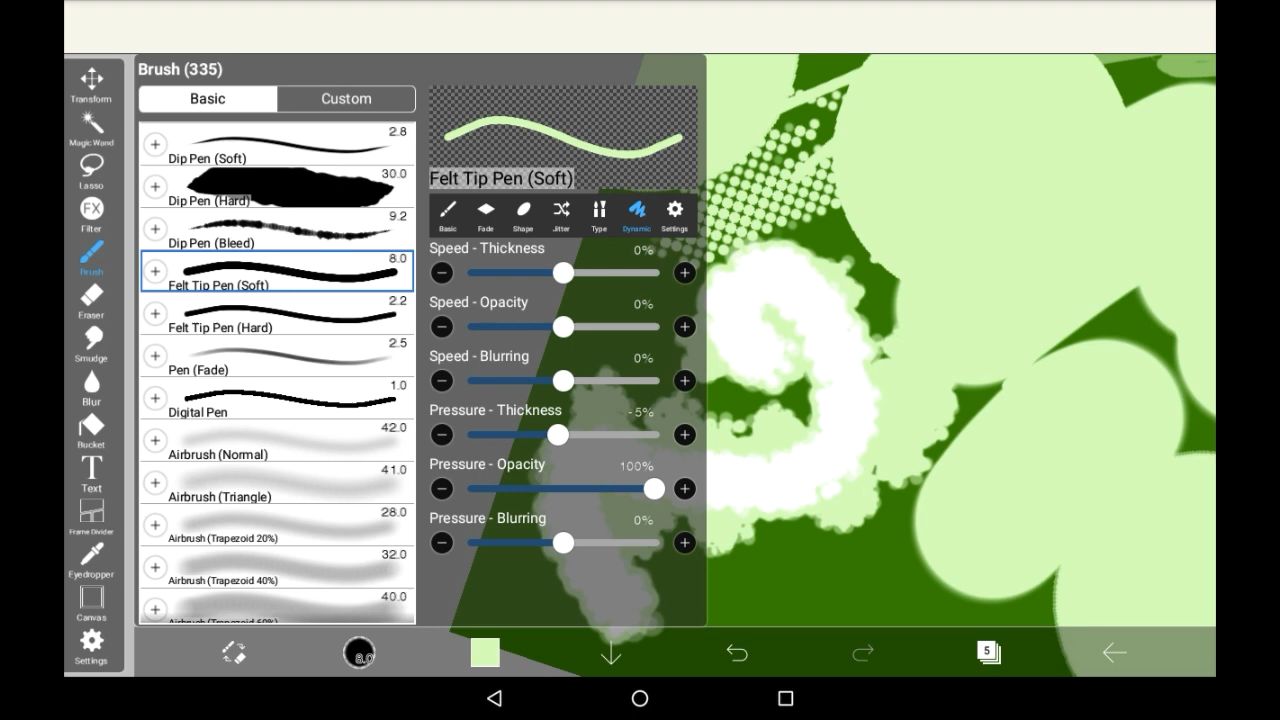 Brush (335)
Basic
Custom
2.8
Dip Pen (Soft)
30.0
Dip Pen (Hard)
9.2
Dip Pen (Bleed)
8.0
Felt Tip Pen (Soft)
2.2
Felt Tip Pen (Hard)
2.5
Pen (Fade)
1.0
Digital Pen
42.0
Airbrush (Normal)
41.0
Airbrush (Triangle)
28.0
Airbrush (Trapezoid 20%)
32.0
Airbrush (Trapezoid 40%)
40.0
Airbrush (Trapezoid 60%)
Transform
Magic Wand
Lasso
FX
Filter
Brush
Eraser
Smudge
Blur
Bucket
T
Text
Frame Divider
Eyedropper
Canvas
Settings
Felt Tip Pen (Soft)
Basic
Fade
Shape
Jitter
Type
Dynamic
Settings
Speed - Thickness
0%
Speed - Opacity
0%
Speed - Blurring
0%
Pressure - Thickness
-5%
Pressure - Opacity
100%
Pressure - Blurring
0%
8.0
5